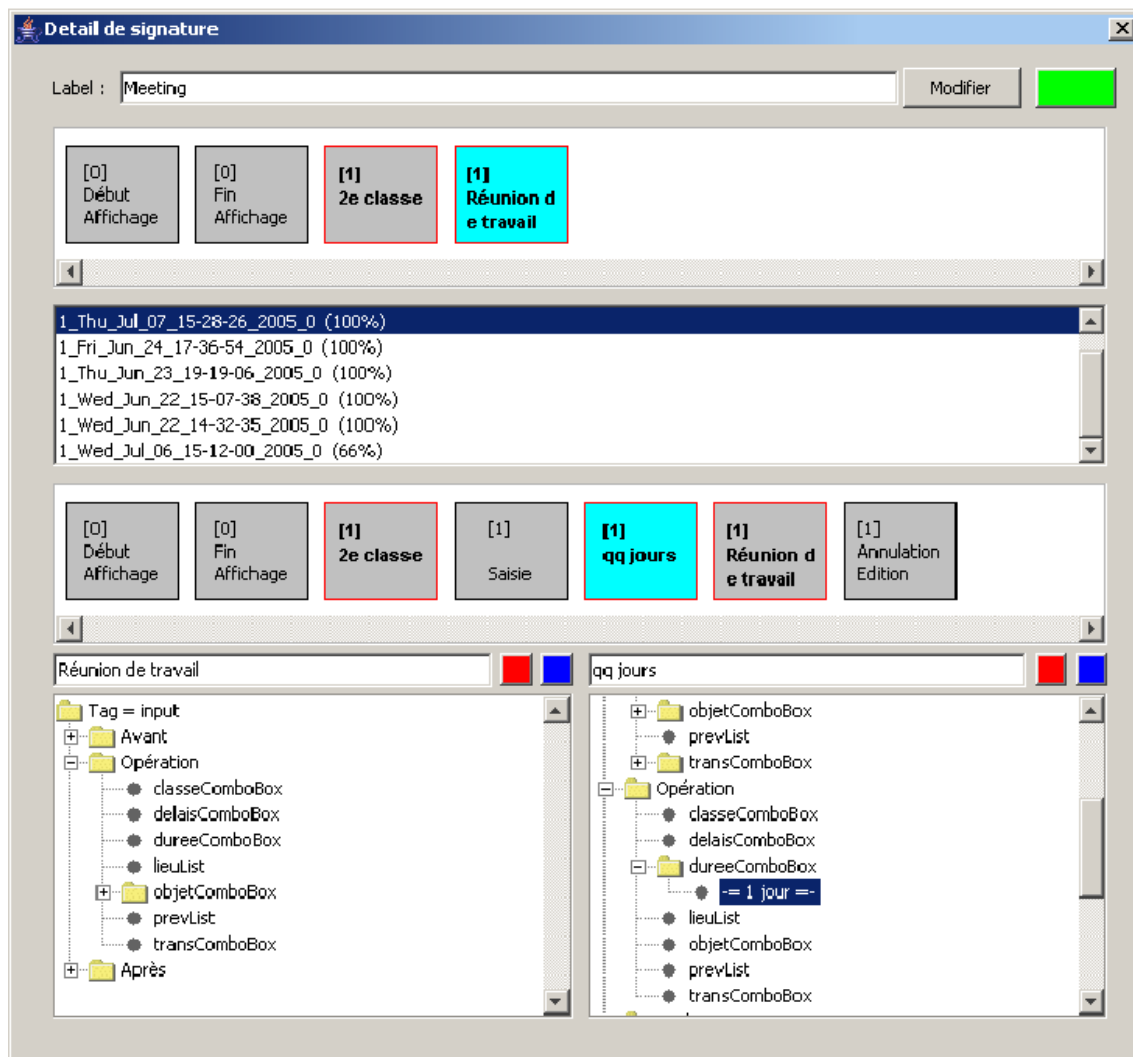 Detail de signature
Label : Meeting Modifier
[0] Début Affichage
[0] Fin Affichage
[1] 2e classe
[1] Réunion d e travail
1_Thu_Jul_07_15-28-26_2005_0 (100%)
1_Fri_Jun_24_17-36-54_2005_0 (100%)
1_Thu_Jun_23_19-19-06_2005_0 (100%)
1_Wed_Jun_22_15-07-38_2005_0 (100%)
1_Wed_Jun_22_14-32-35_2005_0 (100%)
1_Wed_Jul_06_15-12-00_2005_0 (66%)
[0] Début Affichage
[0] Fin Affichage
[1] 2e classe
[1] Saisie
[1] qq jours
[1] Réunion d e travail
[1] Annulation Edition
Réunion de travail
Tag = input
Avant
Opération
classeComboBox
delaisComboBox
dureeComboBox
lieuList
objetComboBox
prevList
transComboBox
Après
qq jours
objetComboBox
prevList
transComboBox
Opération
classeComboBox
delaisComboBox
dureeComboBox
-= 1 jour =-
lieuList
objetComboBox
prevList
transComboBox